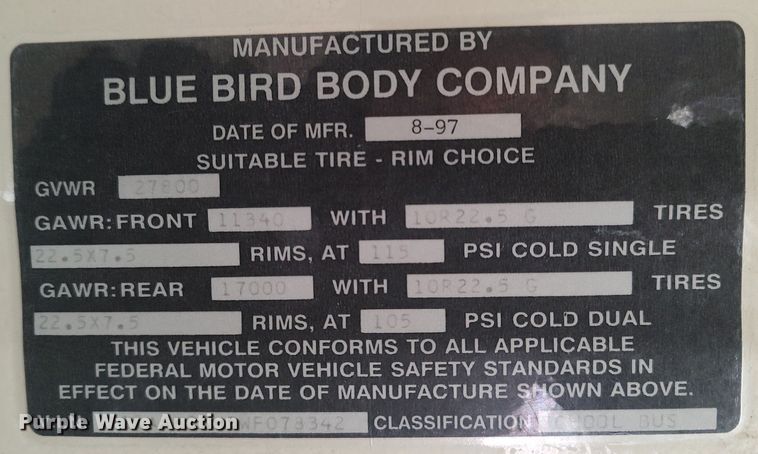 MANUFACTURED BY
BLUE BIRD BODY COMPANY
DATE OF MFR. 8-97
SUITABLE TIRE - RIM CHOICE
GVWR 27800
GAWR: FRONT 11340 WITH 10R22.5 G TIRES
22.5X7.5 RIMS, AT 115 PSI COLD SINGLE
GAWR: REAR 17000 WITH 10R22.5 G TIRES
22.5X7.5 RIMS, AT 105 PSI COLD DUAL
THIS VEHICLE CONFORMS TO ALL APPLICABLE
FEDERAL MOTOR VEHICLE SAFETY STANDARDS IN
EFFECT ON THE DATE OF MANUFACTURE SHOWN ABOVE.
Purple Wave Auction CLASSIFICATION BUS